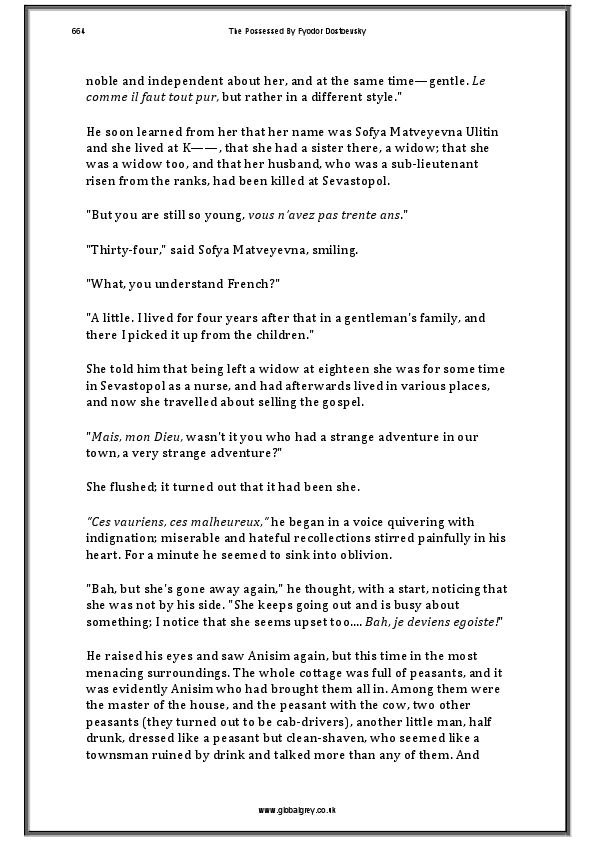 664
The Possessed By Fyodor Dostoevsky
noble and independent about her, and at the same time—gentle. Le
comme il faut tout pur, but rather in a different style."
He soon learned from her that her name was Sofya Matveyevna Ulitin
and she lived at K——, that she had a sister there, a widow; that she
was a widow too, and that her husband, who was a sub-lieutenant
risen from the ranks, had been killed at Sevastopol.
"But you are still so young, vous n'avez pas trente ans."
"Thirty-four," said Sofya Matveyevna, smiling.
"What, you understand French?"
"A little. I lived for four years after that in a gentleman's family, and
there I picked it up from the children."
She told him that being left a widow at eighteen she was for some time
in Sevastopol as a nurse, and had afterwards lived in various places,
and now she travelled about selling the gospel.
"Mais, mon Dieu, wasn't it you who had a strange adventure in our
town, a very strange adventure?"
She flushed; it turned out that it had been she.
"Ces vauriens, ces malheureux," he began in a voice quivering with
indignation; miserable and hateful recollections stirred painfully in his
heart. For a minute he seemed to sink into oblivion.
"Bah, but she's gone away again," he thought, with a start, noticing that
she was not by his side. "She keeps going out and is busy about
something; I notice that she seems upset too.... Bah, je deviens egoiste!"
He raised his eyes and saw Anisim again, but this time in the most
menacing surroundings. The whole cottage was full of peasants, and it
was evidently Anisim who had brought them all in. Among them were
the master of the house, and the peasant with the cow, two other
peasants (they turned out to be cab-drivers), another little man, half
drunk, dressed like a peasant but clean-shaven, who seemed like a
townsman ruined by drink and talked more than any of them. And
www.globalgrey.co.uk